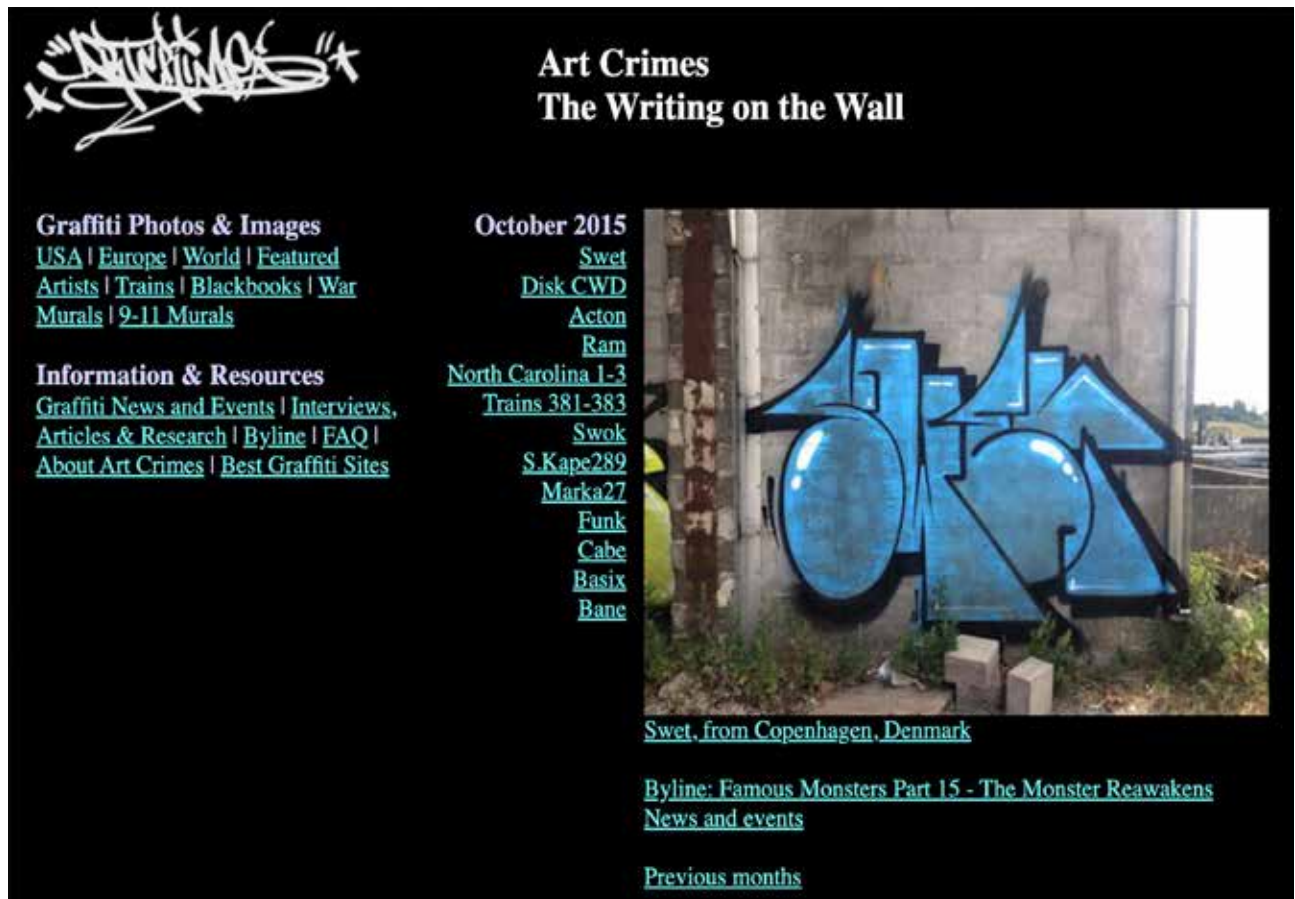 "ARTCRIMES"
Art Crimes
The Writing on the Wall
Graffiti Photos & Images
USA | Europe | World | Featured
Artists | Trains | Blackbooks | War
Murals | 9-11 Murals
Information & Resources
Graffiti News and Events | Interviews,
Articles & Research | Byline | FAQ |
About Art Crimes | Best Graffiti Sites
October 2015
Swet
Disk CWD
Acton
Ram
North Carolina 1-3
Trains 381-383
Swok
S.Kape289
Marka27
Funk
Cabe
Basix
Bane
Swet, from Copenhagen, Denmark
Byline: Famous Monsters Part 15 - The Monster Reawakens
News and events
Previous months